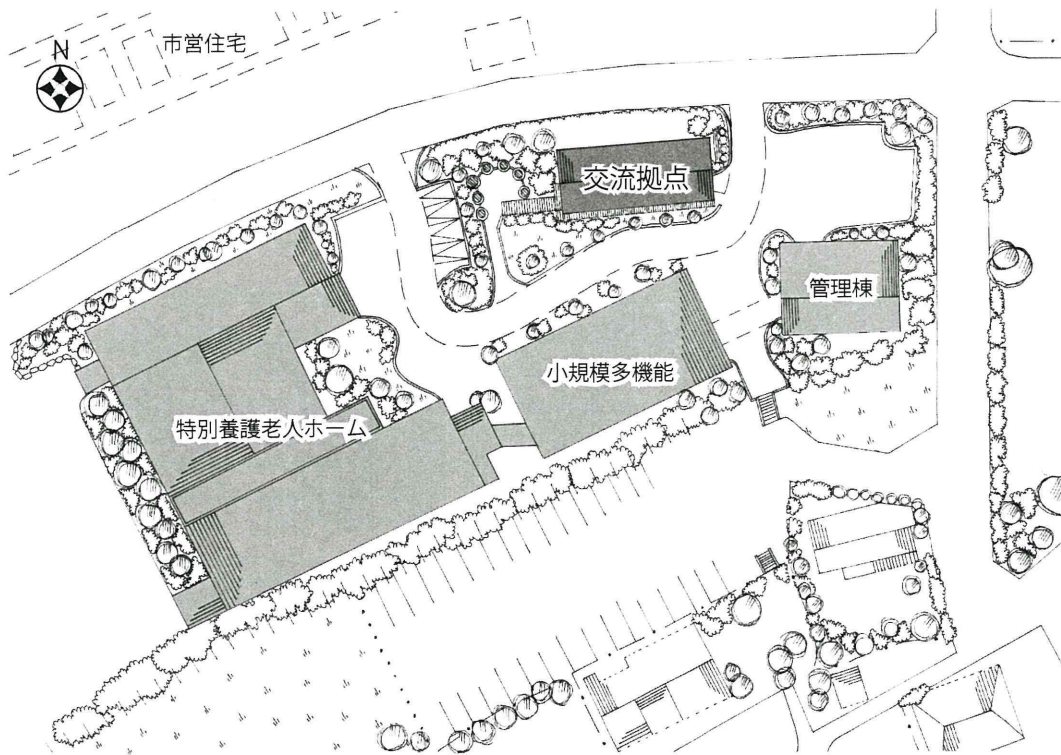 市営住宅
N
交流拠点
管理棟
小規模多機能
特別養護老人ホーム